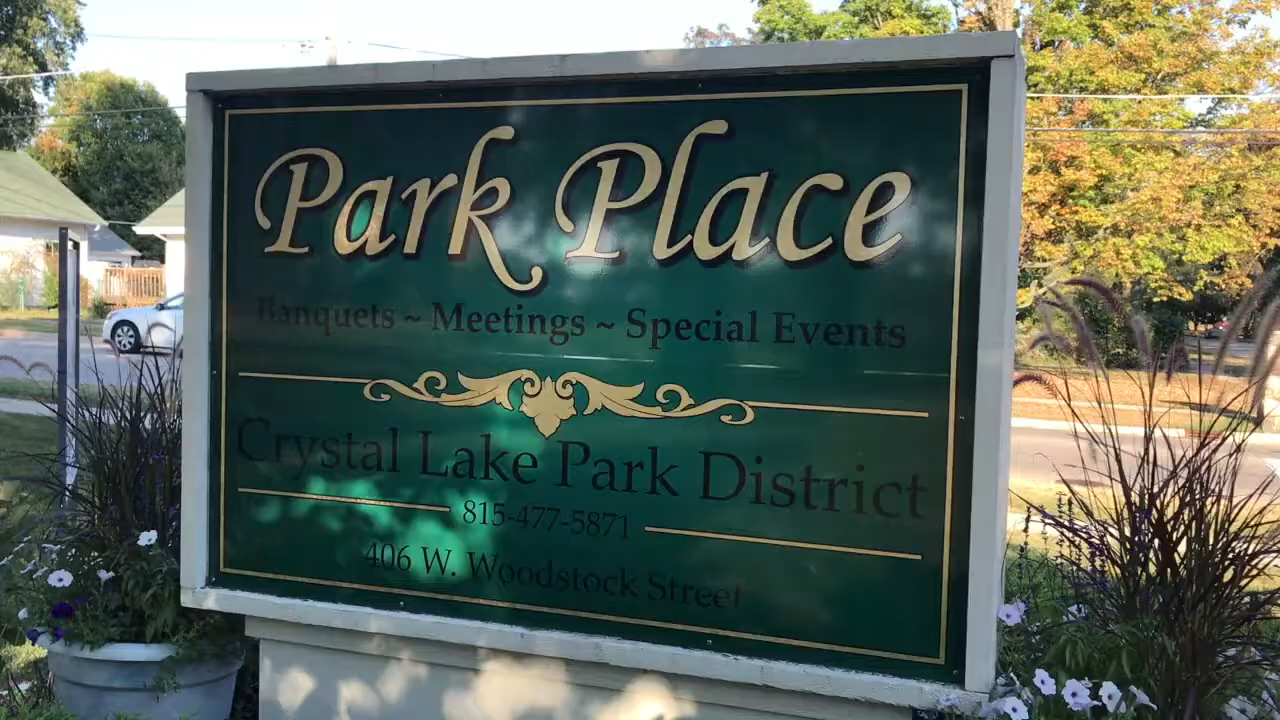 Park Place
Banquets ~ Meetings ~ Special Events
Crystal Lake Park District
815-477-5871
406 W. Woodstock Street